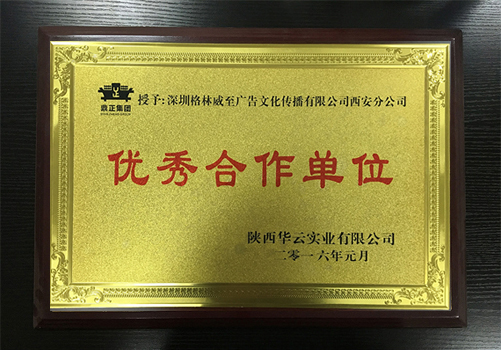 鼎正集团
授予:深圳格林威至广告文化传播有限公司西安分公司
优秀合作单位
陕西华云实业有限公司
二零一六年元月